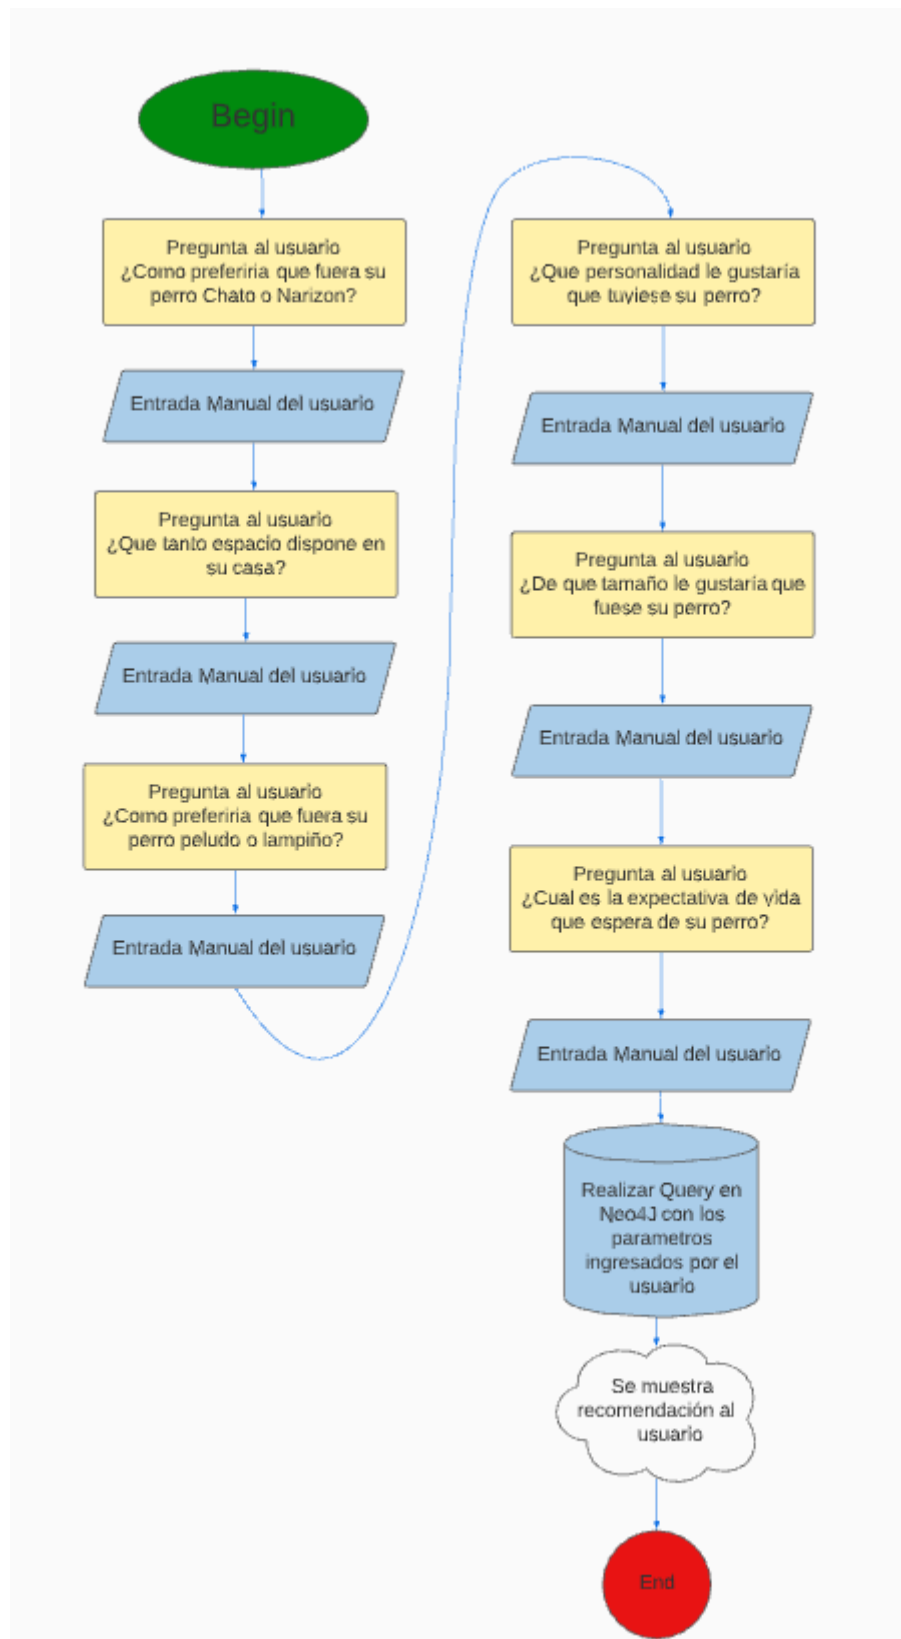 Begin
Pregunta al usuario
¿Como preferiria que fuera su
perro Chato o Narizon?
Entrada Manual del usuario
Pregunta al usuario
¿Que tanto espacio dispone en
su casa?
Entrada Manual del usuario
Pregunta al usuario
¿Como preferiria que fuera su
perro peludo o lampiño?
Entrada Manual del usuario
Pregunta al usuario
¿Que personalidad le gustaría
que tuviese su perro?
Entrada Manual del usuario
Pregunta al usuario
¿De que tamaño le gustaría que
fuese su perro?
Entrada Manual del usuario
Pregunta al usuario
¿Cual es la expectativa de vida
que espera de su perro?
Entrada Manual del usuario
Realizar Query en
Neo4J con los
parametros
ingresados por el
usuario
Se muestra
recomendación al
usuario
End